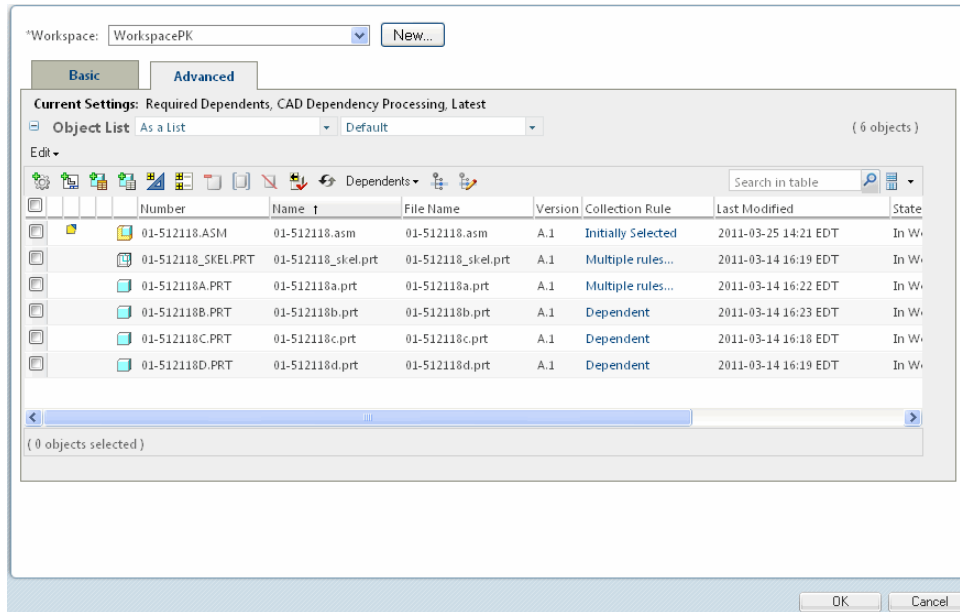 *Workspace: WorkspacePK New...
Basic Advanced
Current Settings: Required Dependents, CAD Dependency Processing, Latest
Object List As a List Default ( 6 objects )
Edit
Dependents Search in table
Number Name File Name Version Collection Rule Last Modified State
01-512118.ASM 01-512118.asm 01-512118.asm A.1 Initially Selected 2011-03-25 14:21 EDT In Wo
01-512118_SKEL.PRT 01-512118_skel.prt 01-512118_skel.prt A.1 Multiple rules... 2011-03-14 16:19 EDT In Wo
01-512118A.PRT 01-512118a.prt 01-512118a.prt A.1 Multiple rules... 2011-03-14 16:22 EDT In Wo
01-512118B.PRT 01-512118b.prt 01-512118b.prt A.1 Dependent 2011-03-14 16:23 EDT In Wo
01-512118C.PRT 01-512118c.prt 01-512118c.prt A.1 Dependent 2011-03-14 16:18 EDT In Wo
01-512118D.PRT 01-512118d.prt 01-512118d.prt A.1 Dependent 2011-03-14 16:19 EDT In Wo
( 0 objects selected )
OK Cancel